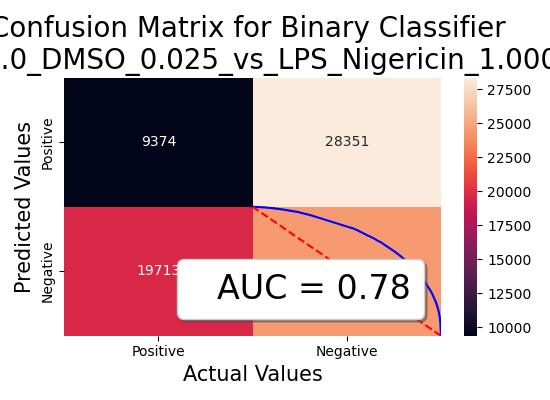 Confusion Matrix for Binary Classifier
.0_DMSO_0.025_vs_LPS_Nigericin_1.000
Predicted Values
Positive
Negative
9374
28351
19713
AUC = 0.78
Positive
Negative
Actual Values
27500
25000
22500
20000
17500
15000
12500
10000